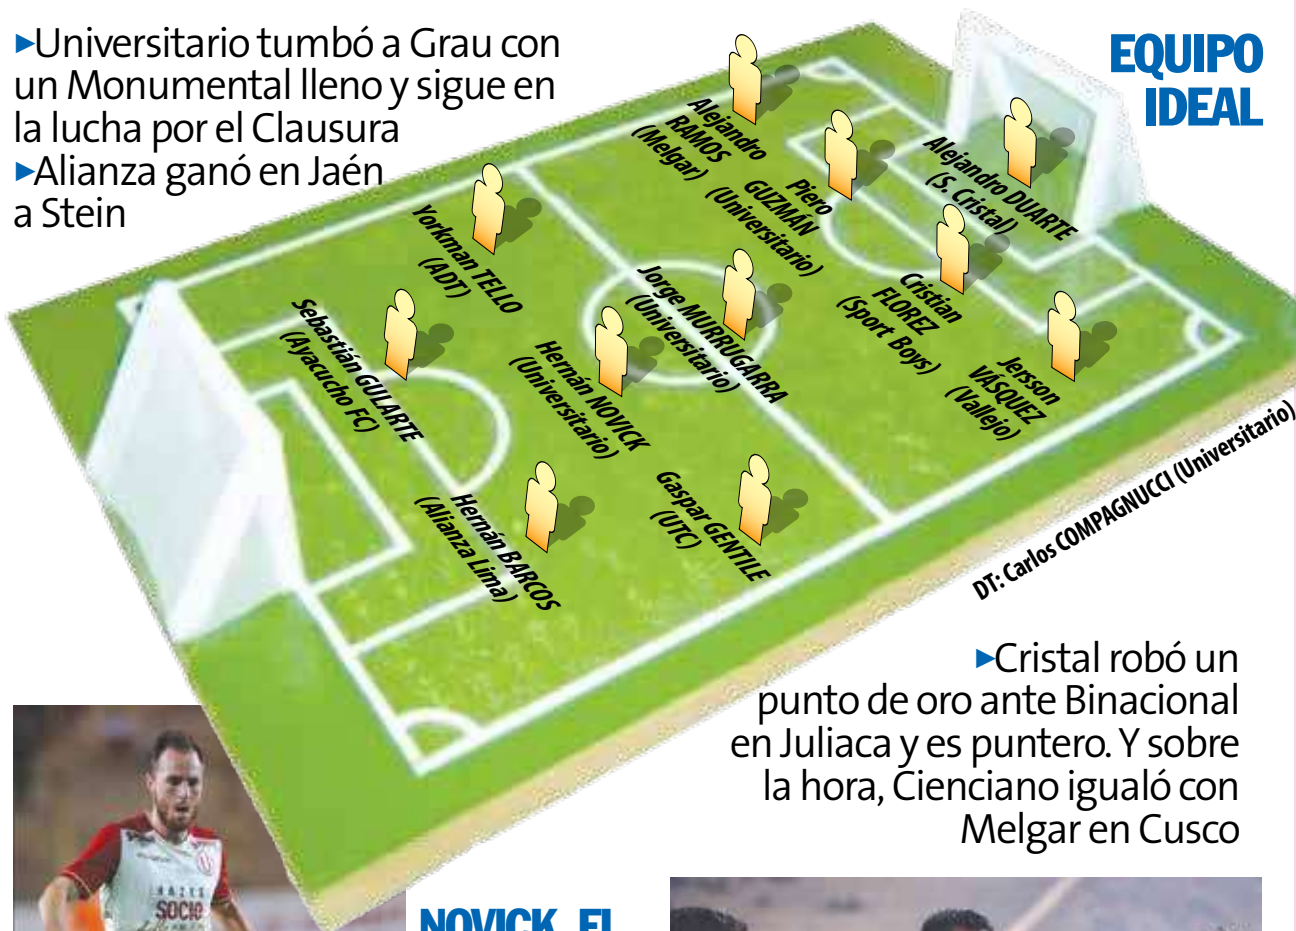 ►Universitario tumbó a Grau con
un Monumental lleno y sigue en
la lucha por el Clausura
►Alianza ganó en Jaén
a Stein
EQUIPO
IDEAL
Alejandro
RAMOS
(Melgar)
Piero
GUZMÁN
(Universitario)
Alejandro DUARTE
(S. Cristal)
Cristian
FLOREZ
(Sport Boys)
Jersson
VÁSQUEZ
(Vallejo)
Yorkman TELLO
(ADT)
Jorge MURRUGARRA
(Universitario)
Sebastián GULARTE
(Ayacucho FC)
Hernán NOVICK
(Universitario)
Gaspar GENTILE
(UTC)
Hernán BARCOS
(Alianza Lima)
DT: Carlos COMPAGNUCCI (Universitario)
►Cristal robó un
punto de oro ante Binacional
en Juliaca y es puntero. Y sobre
la hora, Cienciano igualó con
Melgar en Cusco
SOCIO
NOVICK, EL